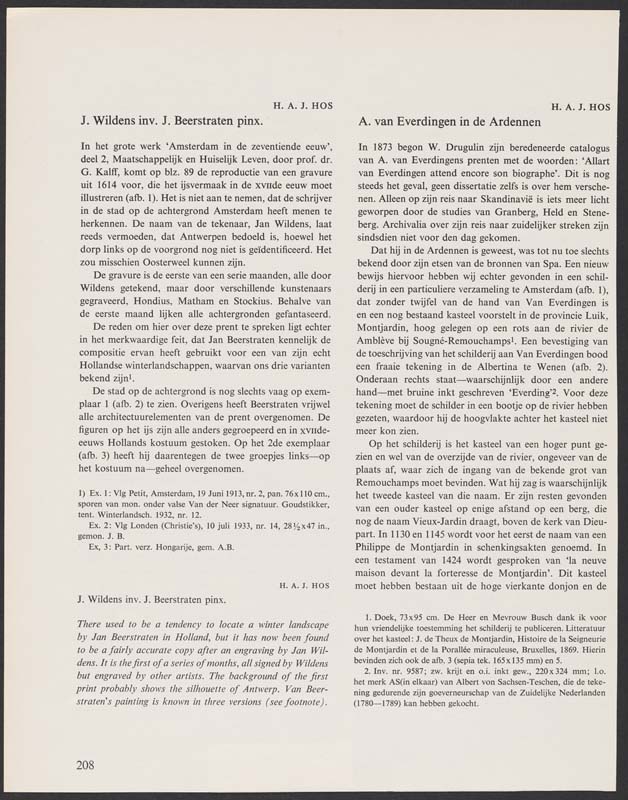 H. A. J. HOS
J. Wildens inv. J. Beerstraten pinx.
In het grote werk ‘Amsterdam in de zeventiende eeuw’,
deel 2, Maatschappelijk en Huiselijk Leven, door prof. dr.
G. Kalff, komt op blz. 89 de reproductie van een gravure
uit 1614 voor, die het ijsvermaak in de XVIIde eeuw moet
illustreren (afb. 1). Het is niet aan te nemen, dat de schrijver
in de stad op de achtergrond Amsterdam heeft menen te
herkennen. De naam van de tekenaar, Jan Wildens, laat
reeds vermoeden, dat Antwerpen bedoeld is, hoewel het
dorp links op de voorgrond nog niet is geïdentificeerd. Het
zou misschien Oosterweel kunnen zijn.
De gravure is de eerste van een serie maanden, alle door
Wildens getekend, maar door verschillende kunstenaars
gegraveerd, Hondius, Matham en Stockius. Behalve van
de eerste maand lijken alle achtergronden gefantaseerd.
De reden om hier over deze prent te spreken ligt echter
in het merkwaardige feit, dat Jan Beerstraten kennelijk de
compositie ervan heeft gebruikt voor een van zijn echt
Hollandse winterlandschappen, waarvan ons drie varianten
bekend zijn¹.
De stad op de achtergrond is nog slechts vaag op exem-
plaar 1 (afb. 2) te zien. Overigens heeft Beerstraten vrijwel
alle architectuurelementen van de prent overgenomen. De
figuren op het ijs zijn alle anders gegroepeerd en in XVIIde-
eeuws Hollands kostuum gestoken. Op het 2de exemplaar
(afb. 3) heeft hij daarentegen de twee groepjes links—op
het kostuum na—geheel overgenomen.
1) Ex. 1: Vlg Petit, Amsterdam, 19 Juni 1913, nr. 2, pan. 76x110 cm.,
sporen van mon. onder valse Van der Neer signatuur. Goudstikker,
tent. Winterlandsch. 1932, nr. 12.
Ex. 2: Vlg Londen (Christie's), 10 juli 1933, nr. 14, 28½x47 in.,
gemon. J. B.
Ex, 3: Part. verz. Hongarije, gem. A.B.
H. A. J. HOS
J. Wildens inv. J. Beerstraten pinx.
There used to be a tendency to locate a winter landscape
by Jan Beerstraten in Holland, but it has now been found
to be a fairly accurate copy after an engraving by Jan Wil-
dens. It is the first of a series of months, all signed by Wildens
but engraved by other artists. The background of the first
print probably shows the silhouette of Antwerp. Van Beer-
straten's painting is known in three versions (see footnote).
208
H. A. J. HOS
A. van Everdingen in de Ardennen
In 1873 begon W. Drugulin zijn beredeneerde catalogus
van A. van Everdingens prenten met de woorden: ‘Allart
van Everdingen attend encore son biographe’. Dit is nog
steeds het geval, geen dissertatie zelfs is over hem versche-
nen. Alleen op zijn reis naar Skandinavië is iets meer licht
geworpen door de studies van Granberg, Held en Stene-
berg. Archivalia over zijn reis naar zuidelijker streken zijn
sindsdien niet voor den dag gekomen.
Dat hij in de Ardennen is geweest, was tot nu toe slechts
bekend door zijn etsen van de bronnen van Spa. Een nieuw
bewijs hiervoor hebben wij echter gevonden in een schil-
derij in een particuliere verzameling te Amsterdam (afb. 1),
dat zonder twijfel van de hand van Van Everdingen is
en een nog bestaand kasteel voorstelt in de provincie Luik,
Montjardin, hoog gelegen op een rots aan de rivier de
Amblève bij Sougné-Remouchamps¹. Een bevestiging van
de toeschrijving van het schilderij aan Van Everdingen bood
een fraaie tekening in de Albertina te Wenen (afb. 2).
Onderaan rechts staat—waarschijnlijk door een andere
hand—met bruine inkt geschreven ‘Everding’². Voor deze
tekening moet de schilder in een bootje op de rivier hebben
gezeten, waardoor hij de hoogvlakte achter het kasteel niet
meer kon zien.
Op het schilderij is het kasteel van een hoger punt ge-
zien en wel van de overzijde van de rivier, ongeveer van de
plaats af, waar zich de ingang van de bekende grot van
Remouchamps moet bevinden. Wat hij zag is waarschijnlijk
het tweede kasteel van die naam. Er zijn resten gevonden
van een ouder kasteel op enige afstand op een berg, die
nog de naam Vieux-Jardin draagt, boven de kerk van Dieu-
part. In 1130 en 1145 wordt voor het eerst de naam van een
Philippe de Montjardin in schenkingsakten genoemd. In
een testament van 1424 wordt gesproken van ‘la neuve
maison devant la forteresse de Montjardin’. Dit kasteel
moet hebben bestaan uit de hoge vierkante donjon en de
1. Doek, 73x95 cm. De Heer en Mevrouw Busch dank ik voor
hun vriendelijke toestemming het schilderij te publiceren. Litteratuur
over het kasteel: J. de Theux de Montjardin, Histoire de la Seigneurie
de Montjardin et de la Porallée miraculeuse, Bruxelles, 1869. Hierin
bevinden zich ook de afb. 3 (sepia tek. 165x135 mm) en 5.
2. Inv. nr. 9587; zw. krijt en o.i. inkt gew., 220x324 mm; l.o.
het merk AS(in elkaar) van Albert von Sachsen-Teschen, die de teke-
ning gedurende zijn goeverneurschap van de Zuidelijke Nederlanden
(1780—1789) kan hebben gekocht.